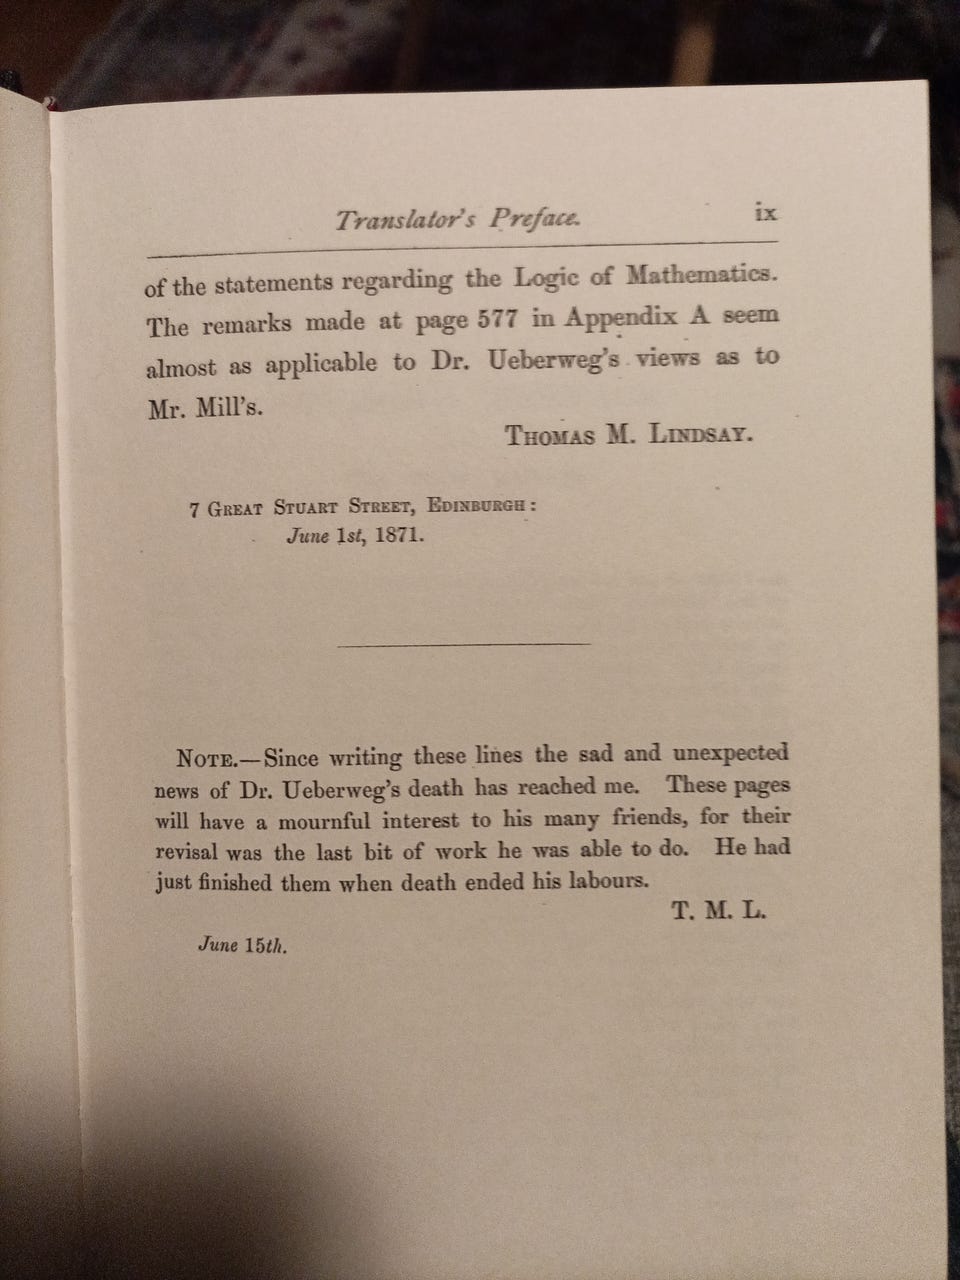 Translator's Preface. ix
of the statements regarding the Logic of Mathematics.
The remarks made at page 577 in Appendix A seem
almost as applicable to Dr. Ueberweg's views as to
Mr. Mill's.
THOMAS M. LINDSAY.
7 GREAT STUART STREET, EDINBURGH:
June 1st, 1871.
NOTE.—Since writing these lines the sad and unexpected
news of Dr. Ueberweg's death has reached me. These pages
will have a mournful interest to his many friends, for their
revisal was the last bit of work he was able to do. He had
just finished them when death ended his labours.
T. M. L.
June 15th.